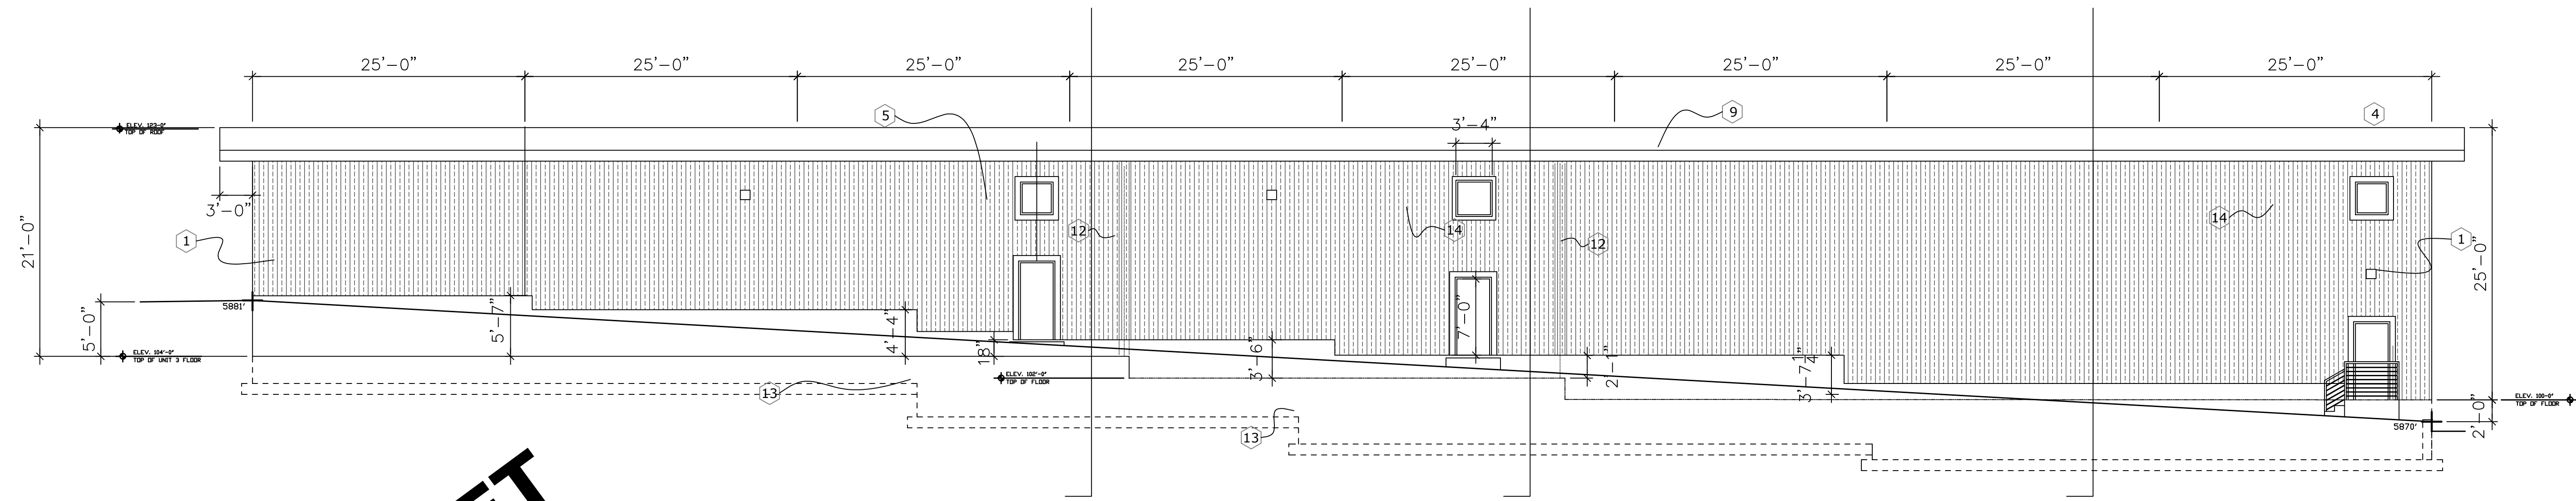 25'-0" 25'-0" 25'-0" 25'-0" 25'-0" 25'-0" 25'-0" 25'-0"
5 9 4
3'-4"
ELEV. 123-0"
TOP OF ROOF
3'-0"
21'-0"
1 12 14 12 14 1
25'-0"
5881'
5'-0"
5'-7"
4'-4"
18"
3'-6"
7'-0"
2'-1"
ELEV. 104'-0"
TOP OF UNIT 3 FLOOR
ELEV. 102'-0"
TOP OF FLOOR
13
13
ELEV. 100-0"
TOP OF FLOOR
5870'
2'-0"